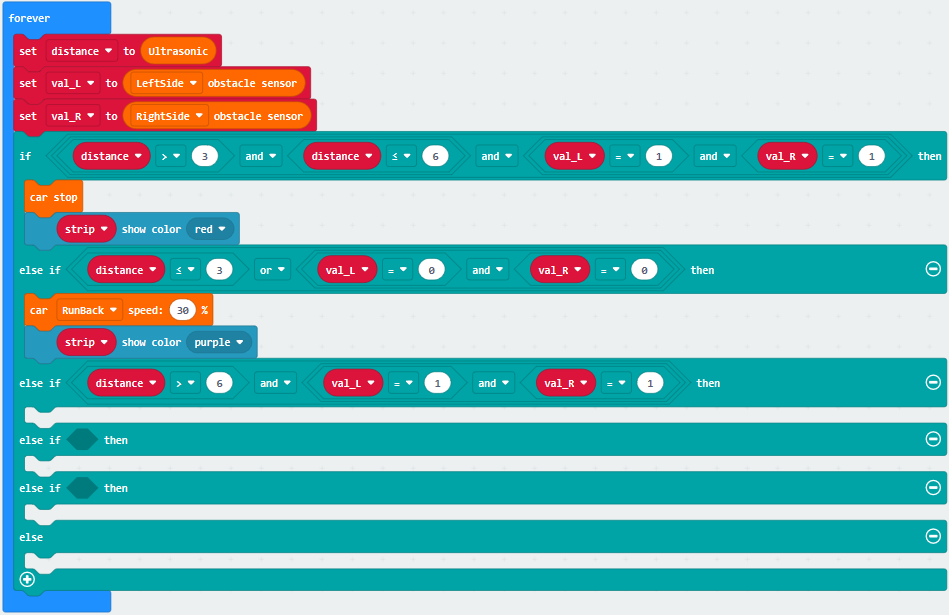 forever
set distance ▼ to Ultrasonic
set val_L ▼ to LeftSide ▼ obstacle sensor
set val_R ▼ to RightSide ▼ obstacle sensor
if distance ▼ > ▼ 3 and ▼ distance ▼ ≤ ▼ 6 and ▼ val_L ▼ = ▼ 1 and ▼ val_R ▼ = ▼ 1 then
car stop
strip ▼ show color red ▼
else if distance ▼ ≤ ▼ 3 or ▼ val_L ▼ = ▼ 0 and ▼ val_R ▼ = ▼ 0 then
car RunBack ▼ speed: 30 %
strip ▼ show color purple ▼
else if distance ▼ > ▼ 6 and ▼ val_L ▼ = ▼ 1 and ▼ val_R ▼ = ▼ 1 then
else if then
else if then
else